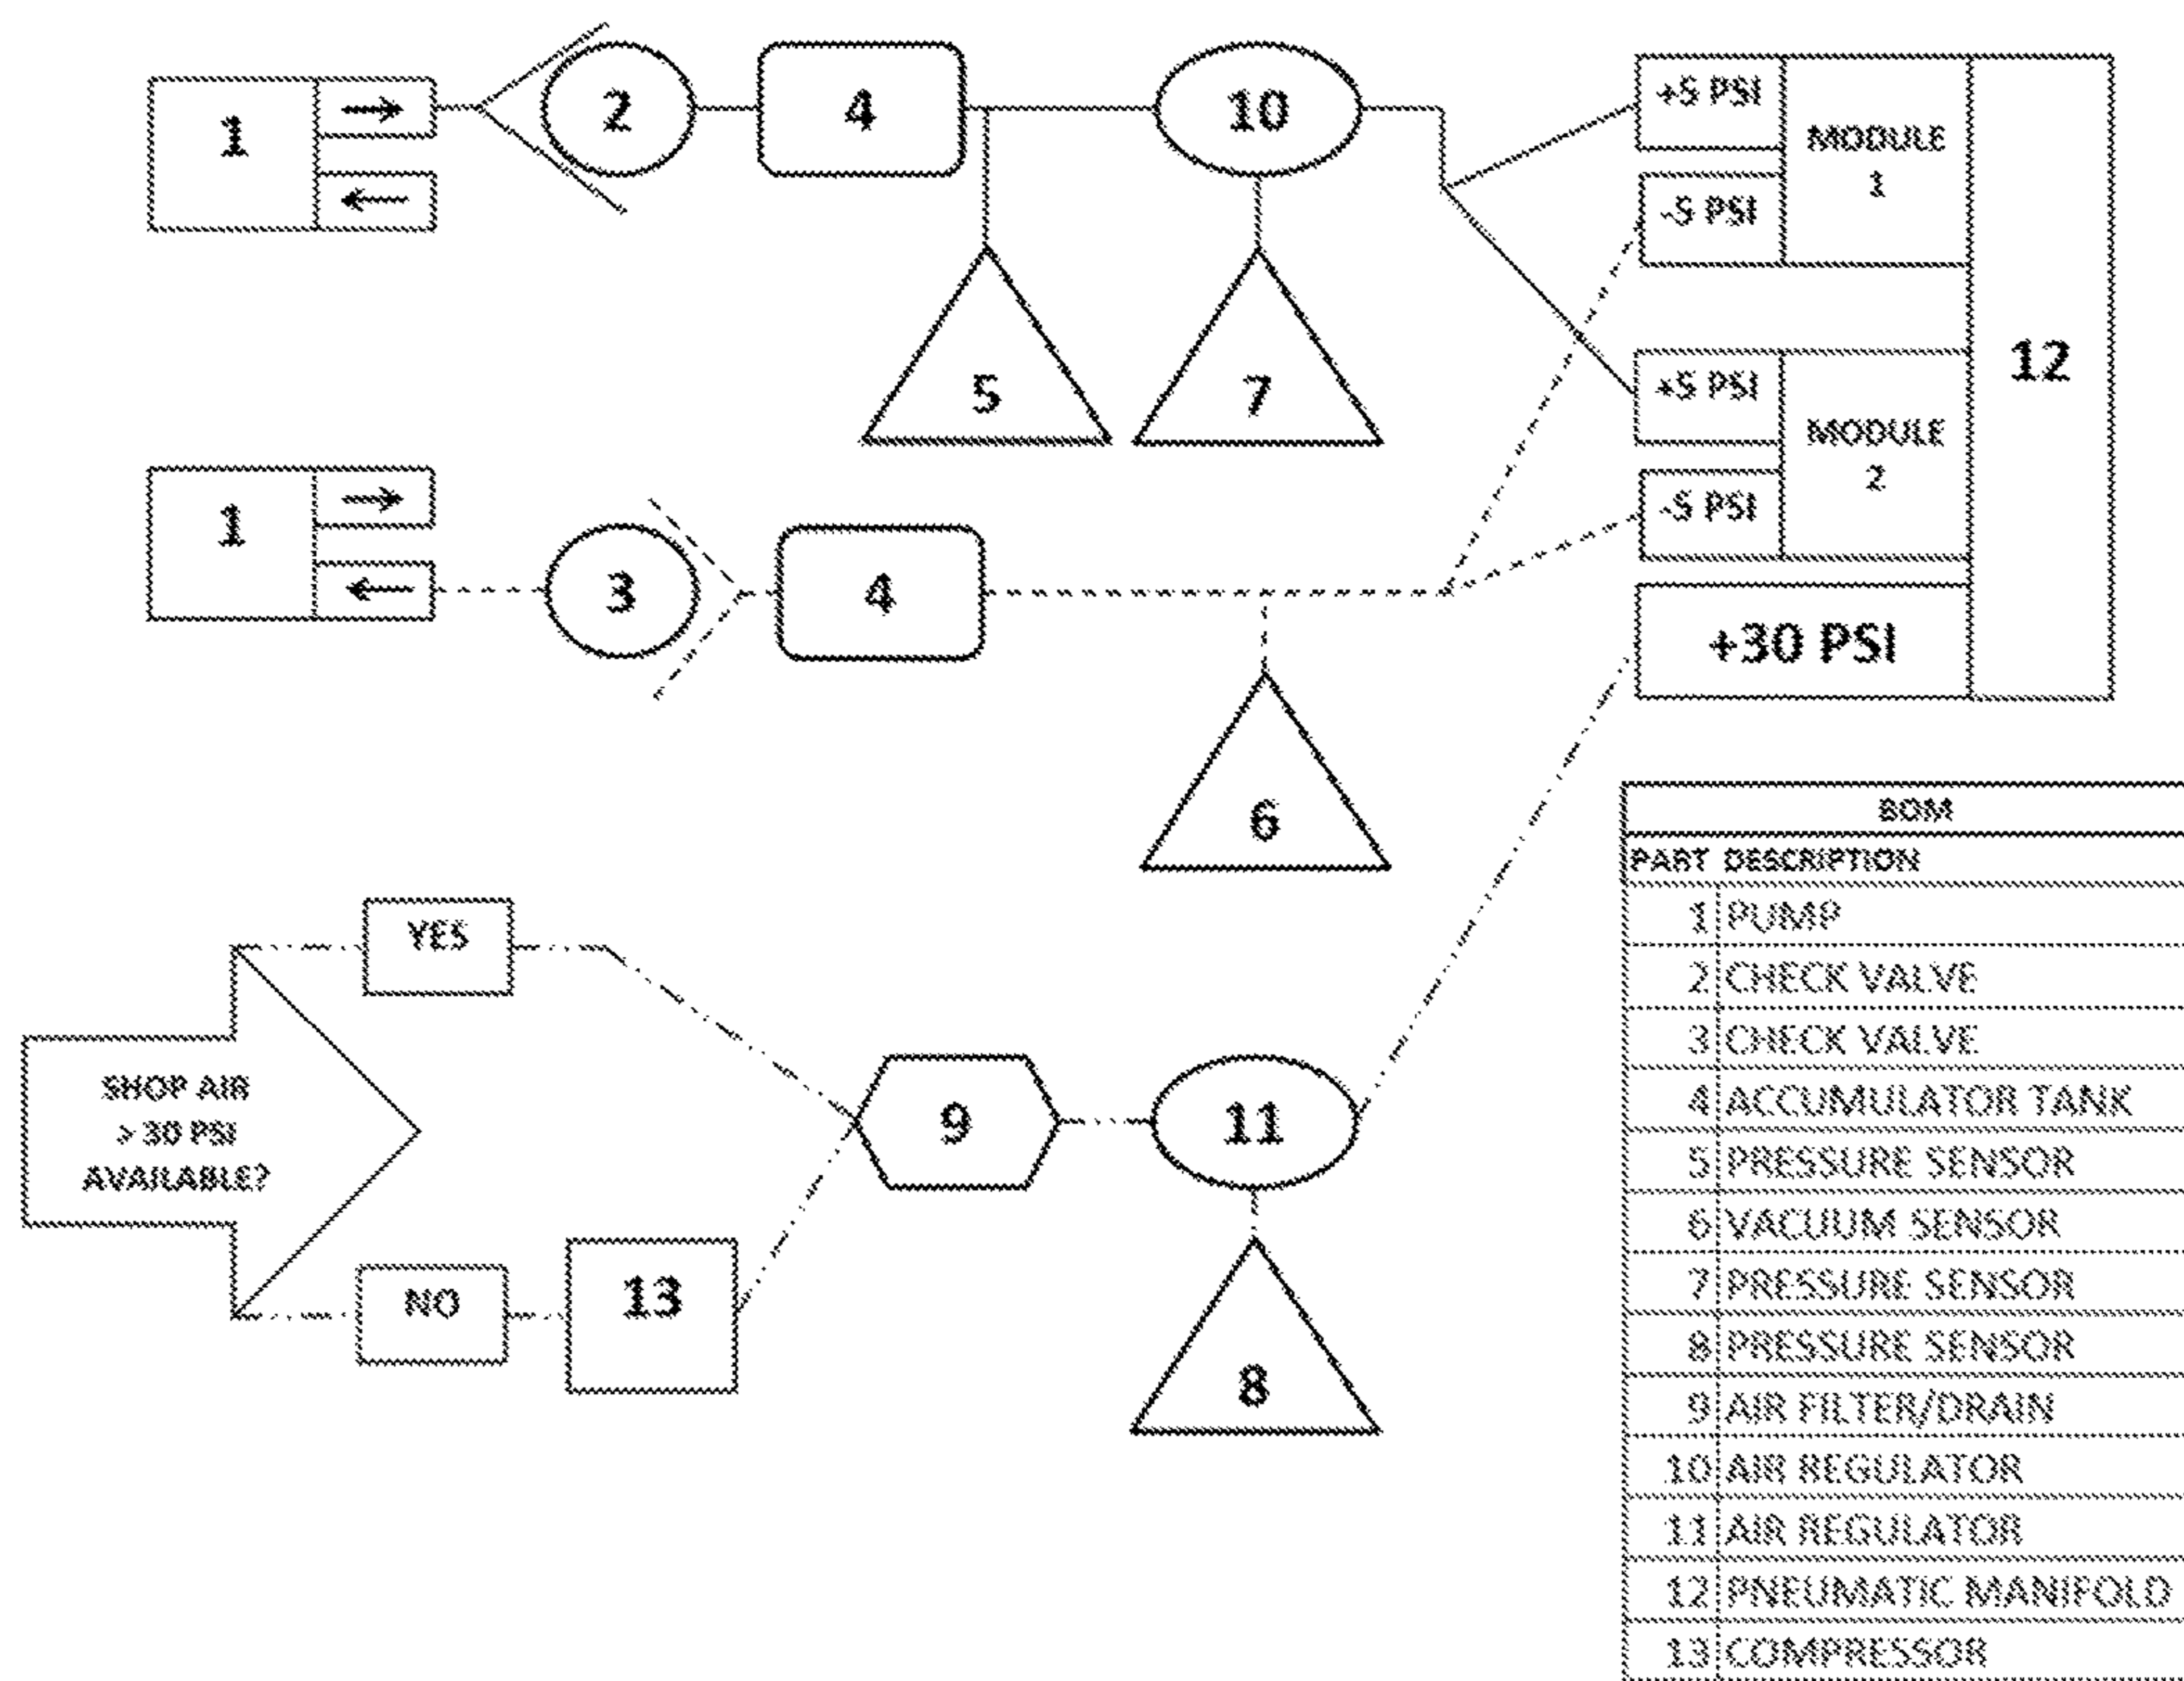 1
2
4
10
+5 PSI
-5 PSI
MODULE
1
5
7
+5 PSI
-5 PSI
MODULE
2
12
+30 PSI
1
3
4
6
SHOP AIR
> 30 PSI
AVAILABLE?
YES
NO
13
9
11
8
BOM
PART DESCRIPTION
1 PUMP
2 CHECK VALVE
3 CHECK VALVE
4 ACCUMULATOR TANK
5 PRESSURE SENSOR
6 VACUUM SENSOR
7 PRESSURE SENSOR
8 PRESSURE SENSOR
9 AIR FILTER/DRAIN
10 AIR REGULATOR
11 AIR REGULATOR
12 PNEUMATIC MANIFOLD
13 COMPRESSOR